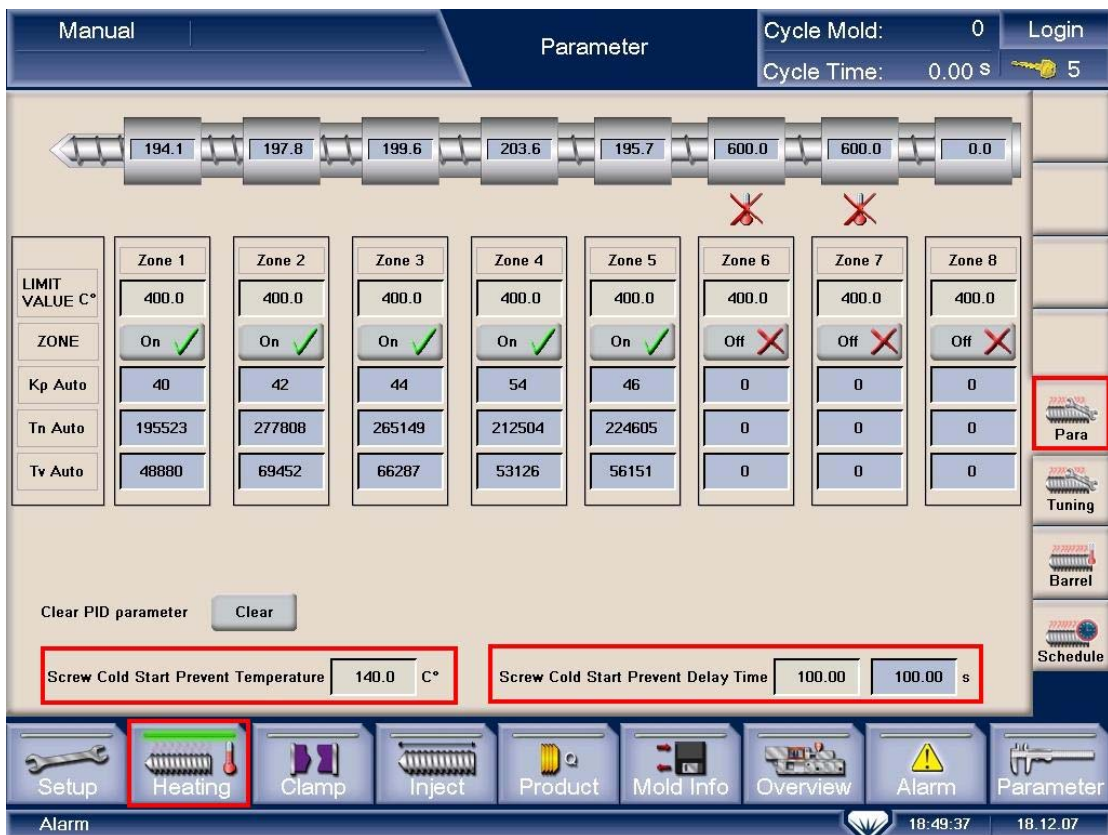 Manual
Parameter
Cycle Mold: 0
Cycle Time: 0.00 s
Login
5
194.1 197.8 199.6 203.6 195.7 600.0 600.0 0.0
Zone 1 Zone 2 Zone 3 Zone 4 Zone 5 Zone 6 Zone 7 Zone 8
LIMIT
VALUE C° 400.0 400.0 400.0 400.0 400.0 400.0 400.0 400.0
ZONE On On On On On Off Off Off
Kp Auto 40 42 44 54 46 0 0 0
Tn Auto 195523 277808 265149 212504 224605 0 0 0
Tv Auto 48880 69452 66287 53126 56151 0 0 0
Para
Tuning
Barrel
Schedule
Clear PID parameter Clear
Screw Cold Start Prevent Temperature 140.0 C°
Screw Cold Start Prevent Delay Time 100.00 100.00 s
Setup Heating Clamp Inject Product Mold Info Overview Alarm Parameter
Alarm 18:49:37 18.12.07